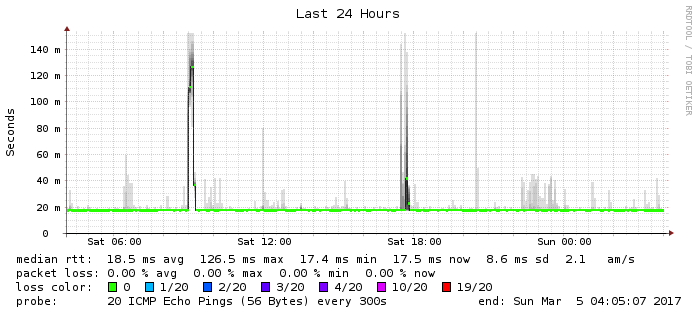 Last 24 Hours
RRDTOOL / TOBI OETIKER
Seconds
140 m
120 m
100 m
80 m
60 m
40 m
20 m
0
Sat 06:00 Sat 12:00 Sat 18:00 Sun 00:00
median rtt: 18.5 ms avg 126.5 ms max 17.4 ms min 17.5 ms now 8.6 ms sd 2.1 am/s
packet loss: 0.00 % avg 0.00 % max 0.00 % min 0.00 % now
loss color: 0 1/20 2/20 3/20 4/20 10/20 19/20
probe: 20 ICMP Echo Pings (56 Bytes) every 300s end: Sun Mar 5 04:05:07 2017